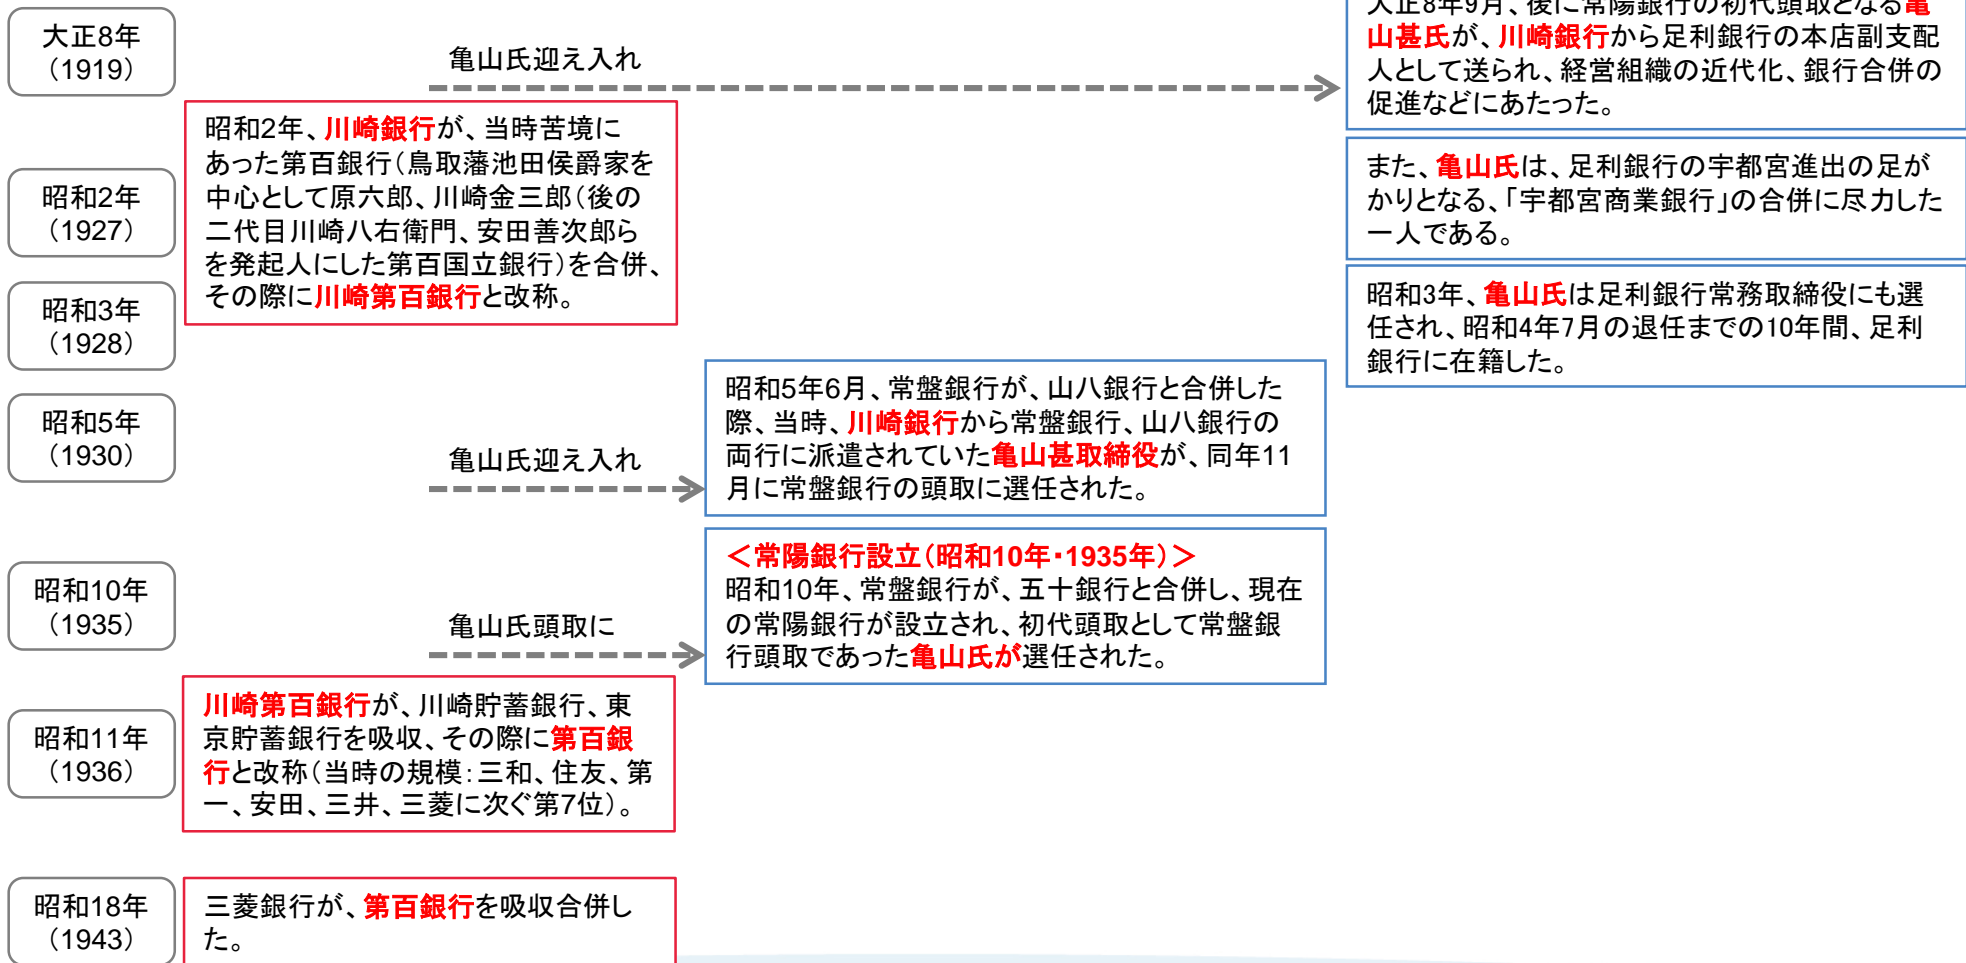 大正8年
（1919）
亀山氏迎え入れ
大正8年9月、後に常陽銀行の初代頭取となる亀
山甚氏が、川崎銀行から足利銀行の本店副支配
人として送られ、経営組織の近代化、銀行合併の
促進などにあたった。
昭和2年
（1927）
昭和2年、川崎銀行が、当時苦境に
あった第百銀行（鳥取藩池田侯爵家を
中心として原六郎、川崎金三郎（後の
二代目川崎八右衛門、安田善次郎ら
を発起人にした第百国立銀行）を合併、
その際に川崎第百銀行と改称。
また、亀山氏は、足利銀行の宇都宮進出の足が
かりとなる、「宇都宮商業銀行」の合併に尽力した
一人である。
昭和3年
（1928）
昭和3年、亀山氏は足利銀行常務取締役にも選
任され、昭和4年7月の退任までの10年間、足利
銀行に在籍した。
昭和5年
（1930）
亀山氏迎え入れ
昭和5年6月、常盤銀行が、山八銀行と合併した
際、当時、川崎銀行から常盤銀行、山八銀行の
両行に派遣されていた亀山甚取締役が、同年11
月に常盤銀行の頭取に選任された。
昭和10年
（1935）
亀山氏頭取に
＜常陽銀行設立（昭和10年・1935年）＞
昭和10年、常盤銀行が、五十銀行と合併し、現在
の常陽銀行が設立され、初代頭取として常盤銀
行頭取であった亀山氏が選任された。
昭和11年
（1936）
川崎第百銀行が、川崎貯蓄銀行、東
京貯蓄銀行を吸収、その際に第百銀
行と改称（当時の規模：三和、住友、第
一、安田、三井、三菱に次ぐ第7位）。
昭和18年
（1943）
三菱銀行が、第百銀行を吸収合併し
た。